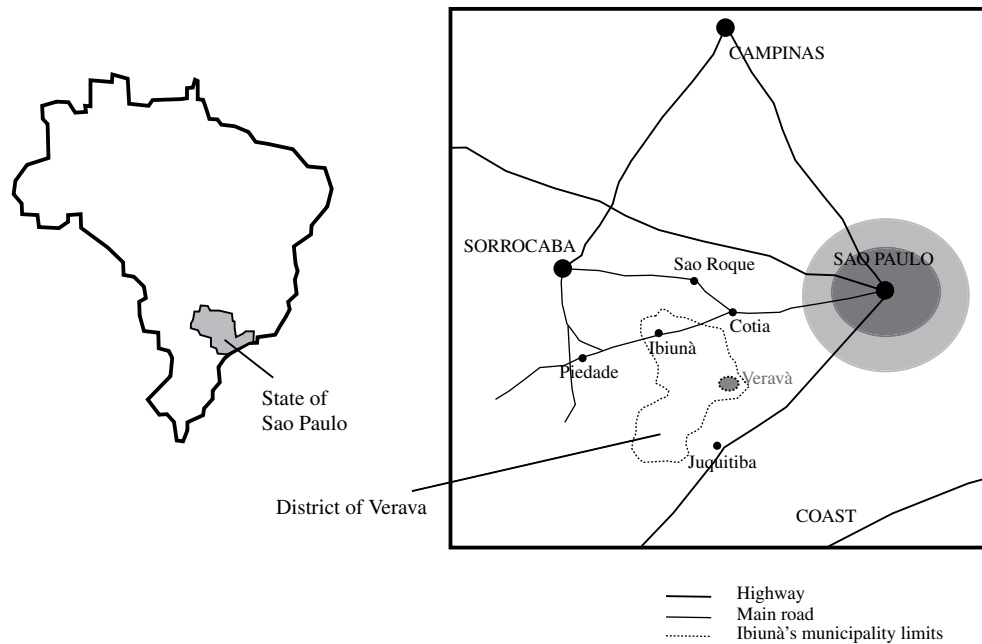 CAMPINAS
SORROCABA
SAO PAULO
Sao Roque
Cotia
Ibiunà
Piedade
Veravà
State of
Sao Paulo
Juquitiba
District of Verava
COAST
Highway
Main road
Ibiunà's municipality limits